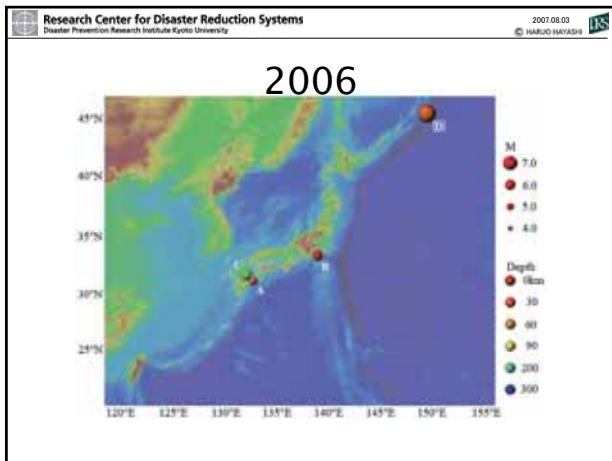 Research Center for Disaster Reduction Systems
Disaster Prevention Research Institute Kyoto University
2007.08.03
© HARUO HAYASHI
DRS
2006
45°N
40°N
35°N
30°N
25°N
120°E 125°E 130°E 135°E 140°E 145°E 150°E 155°E
D
B
A
M
7.0
6.0
5.0
4.0
Depth
0km
30
60
90
200
300